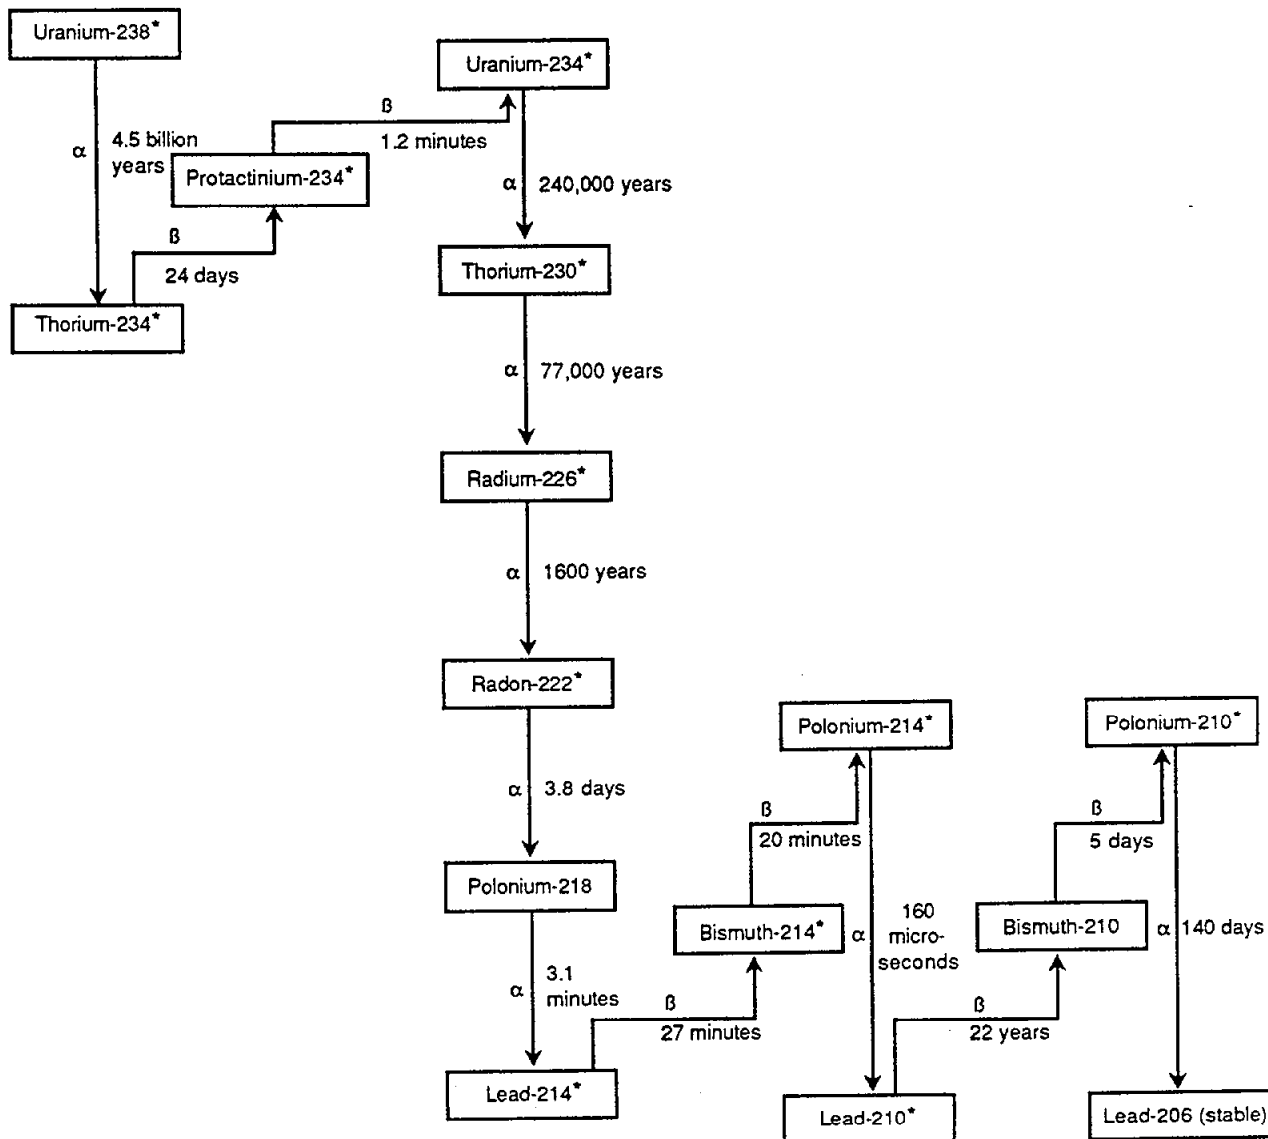 Uranium-238*
α
4.5 billion
years
Thorium-234*
β
24 days
Protactinium-234*
β
1.2 minutes
Uranium-234*
α
240,000 years
Thorium-230*
α
77,000 years
Radium-226*
α
1600 years
Radon-222*
α
3.8 days
Polonium-218
α
3.1
minutes
Lead-214*
β
27 minutes
Bismuth-214*
β
20 minutes
Polonium-214*
α
160
micro-
seconds
Lead-210*
β
22 years
Bismuth-210
β
5 days
Polonium-210*
α
140 days
Lead-206 (stable)